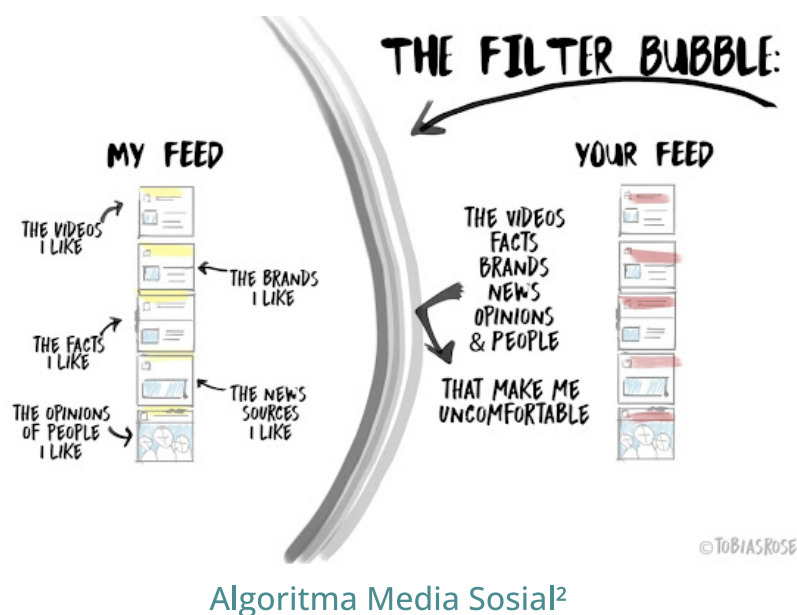 THE FILTER BUBBLE:
MY FEED
THE VIDEOS
I LIKE
THE BRANDS
I LIKE
THE FACTS
I LIKE
THE NEWS
SOURCES
I LIKE
THE OPINIONS
OF PEOPLE
I LIKE
YOUR FEED
THE VIDEOS
FACTS
BRANDS
NEWS
OPINIONS
& PEOPLE
THAT MAKE ME
UNCOMFORTABLE
©TOBIASROSE
Algoritma Media Sosial²